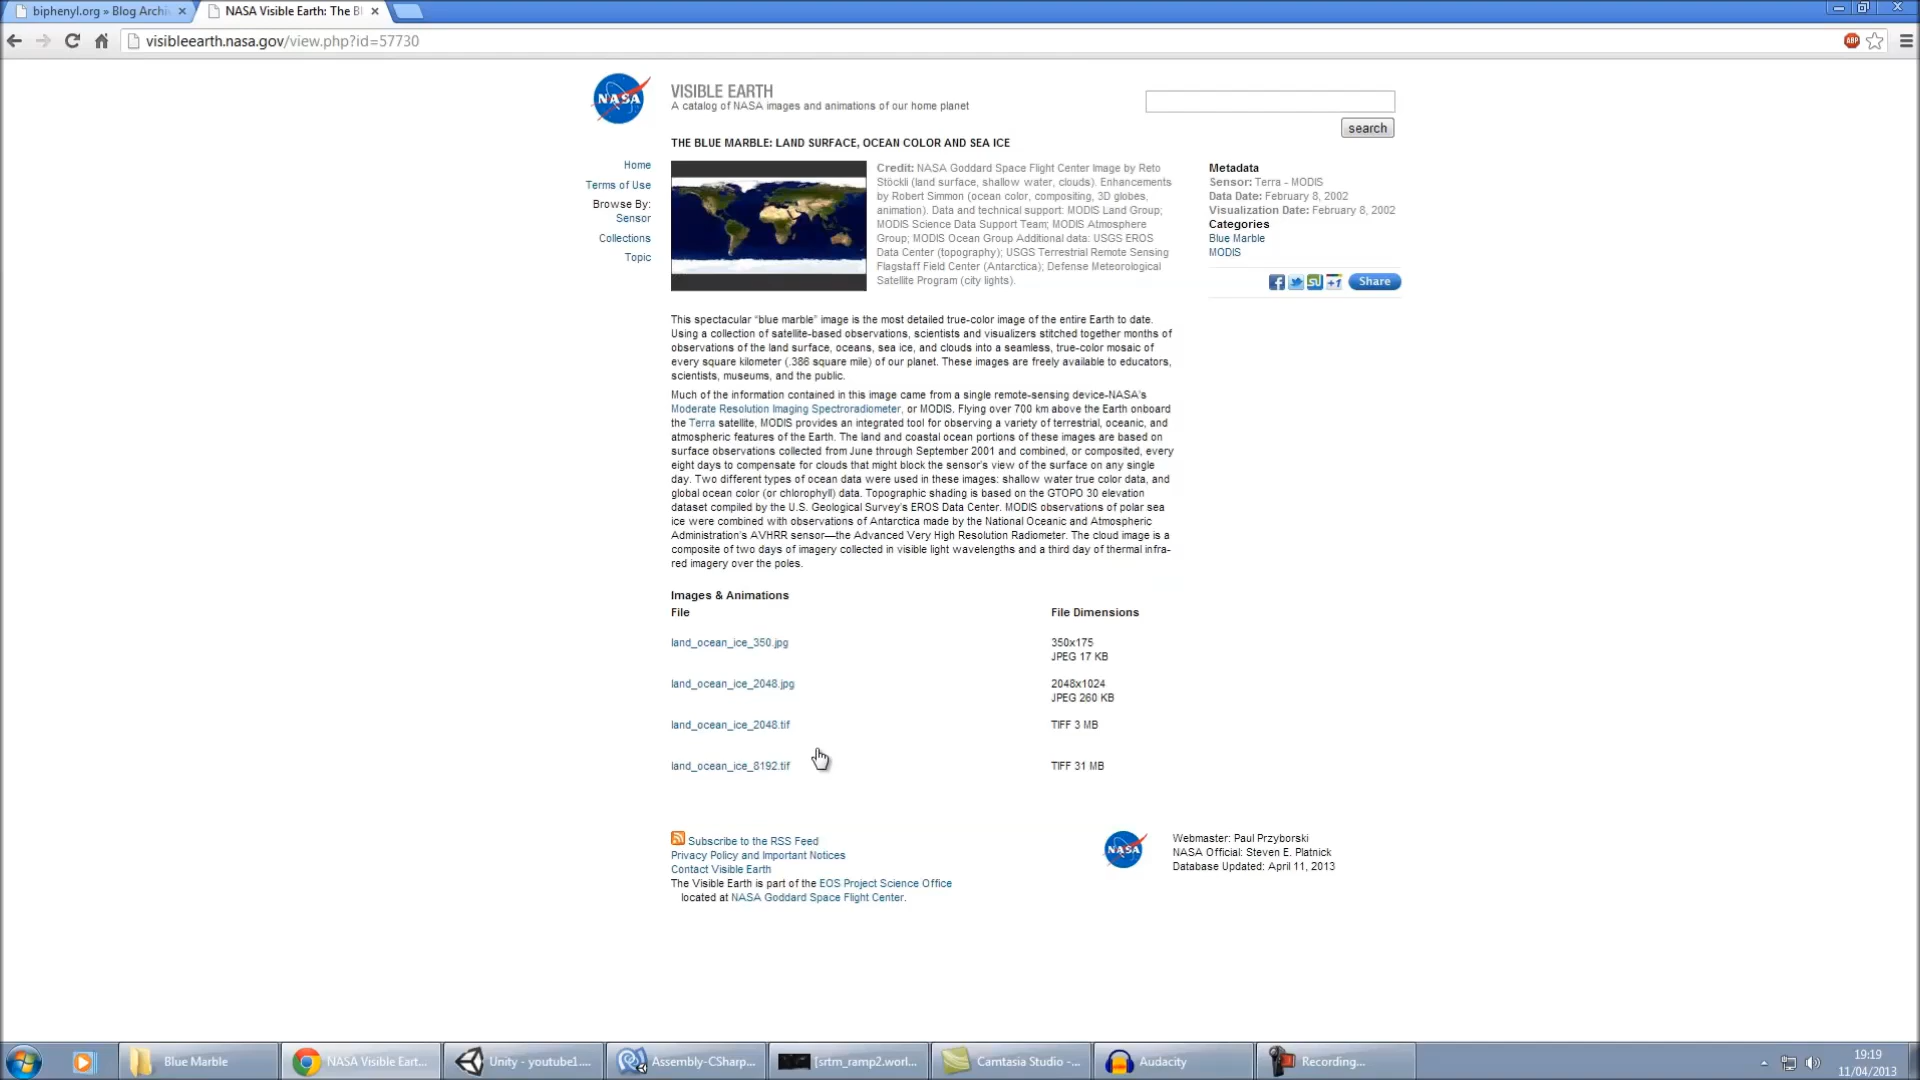 biphenyl.org » Blog Archi
NASA Visible Earth: The Bl
visibleearth.nasa.gov/view.php?id=57730
ABP
NASA
VISIBLE EARTH
A catalog of NASA images and animations of our home planet
search
THE BLUE MARBLE: LAND SURFACE, OCEAN COLOR AND SEA ICE
Home
Terms of Use
Browse By:
Sensor
Collections
Topic
Credit: NASA Goddard Space Flight Center Image by Reto
Stöckli (land surface, shallow water, clouds). Enhancements
by Robert Simmon (ocean color, compositing, 3D globes,
animation). Data and technical support: MODIS Land Group;
MODIS Science Data Support Team; MODIS Atmosphere
Group; MODIS Ocean Group Additional data: USGS EROS
Data Center (topography); USGS Terrestrial Remote Sensing
Flagstaff Field Center (Antarctica); Defense Meteorological
Satellite Program (city lights).
Metadata
Sensor: Terra - MODIS
Data Date: February 8, 2002
Visualization Date: February 8, 2002
Categories
Blue Marble
MODIS
+1
Share
This spectacular “blue marble” image is the most detailed true-color image of the entire Earth to date.
Using a collection of satellite-based observations, scientists and visualizers stitched together months of
observations of the land surface, oceans, sea ice, and clouds into a seamless, true-color mosaic of
every square kilometer (.386 square mile) of our planet. These images are freely available to educators,
scientists, museums, and the public.
Much of the information contained in this image came from a single remote-sensing device-NASA’s
Moderate Resolution Imaging Spectroradiometer, or MODIS. Flying over 700 km above the Earth onboard
the Terra satellite, MODIS provides an integrated tool for observing a variety of terrestrial, oceanic, and
atmospheric features of the Earth. The land and coastal ocean portions of these images are based on
surface observations collected from June through September 2001 and combined, or composited, every
eight days to compensate for clouds that might block the sensor’s view of the surface on any single
day. Two different types of ocean data were used in these images: shallow water true color data, and
global ocean color (or chlorophyll) data. Topographic shading is based on the GTOPO 30 elevation
dataset compiled by the U.S. Geological Survey’s EROS Data Center. MODIS observations of polar sea
ice were combined with observations of Antarctica made by the National Oceanic and Atmospheric
Administration’s AVHRR sensor—the Advanced Very High Resolution Radiometer. The cloud image is a
composite of two days of imagery collected in visible light wavelengths and a third day of thermal infra-
red imagery over the poles.
Images & Animations
File File Dimensions
land_ocean_ice_350.jpg 350x175
JPEG 17 KB
land_ocean_ice_2048.jpg 2048x1024
JPEG 260 KB
land_ocean_ice_2048.tif TIFF 3 MB
land_ocean_ice_8192.tif TIFF 31 MB
Subscribe to the RSS Feed
Privacy Policy and Important Notices
Contact Visible Earth
The Visible Earth is part of the EOS Project Science Office
located at NASA Goddard Space Flight Center.
NASA
Webmaster: Paul Przyborski
NASA Official: Steven E. Platnick
Database Updated: April 11, 2013
Blue Marble
NASA Visible Eart...
Unity - youtube1....
Assembly-CSharp...
[srtm_ramp2.worl...
Camtasia Studio -...
Audacity
Recording...
19:19
11/04/2013